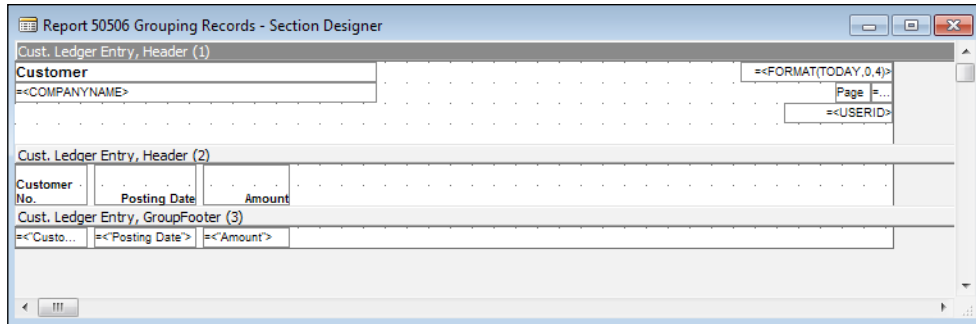 Report 50506 Grouping Records - Section Designer
Cust. Ledger Entry, Header (1)
Customer =<FORMAT(TODAY,0,4)>
=<COMPANYNAME> Page =...
=<USERID>
Cust. Ledger Entry, Header (2)
Customer
No. Posting Date Amount
Cust. Ledger Entry, GroupFooter (3)
=<"Custo... =<"Posting Date"> =<"Amount">